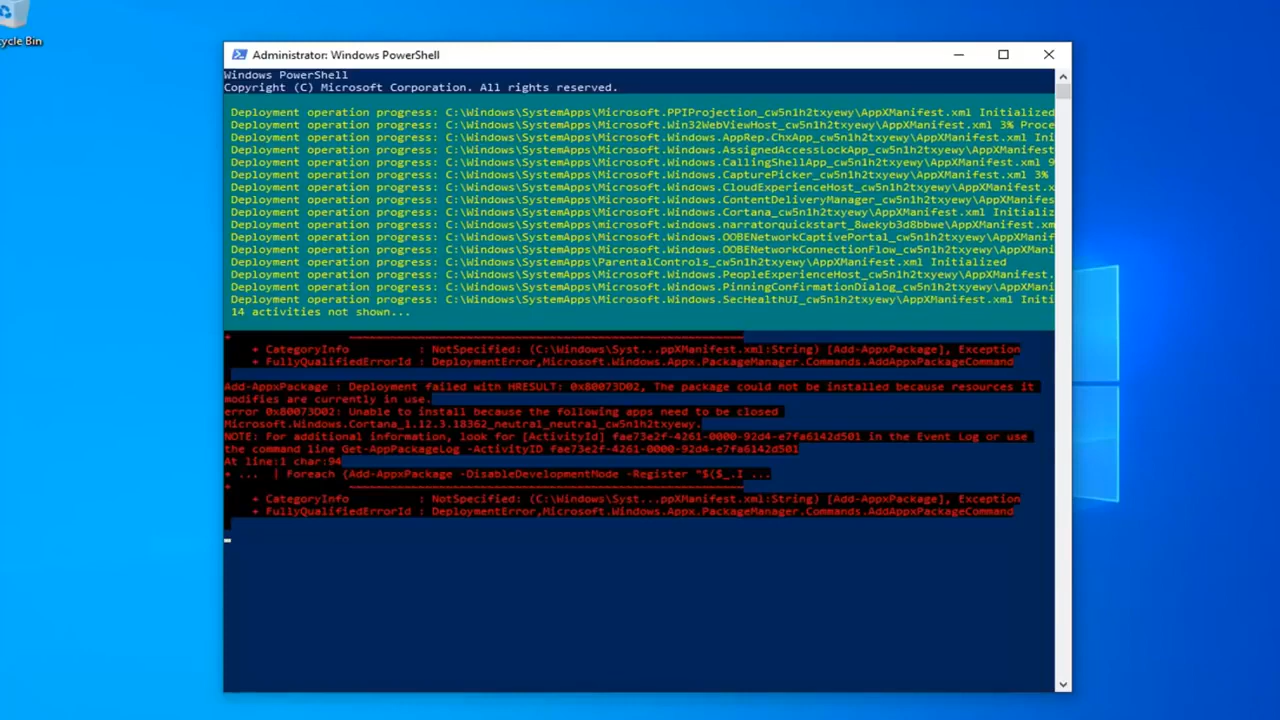 cycle Bin
Administrator: Windows PowerShell
Windows PowerShell
Copyright (C) Microsoft Corporation. All rights reserved.
Deployment operation progress: C:\Windows\SystemApps\Microsoft.PPIProjection_cw5n1h2txyewy\AppXManifest.xml Initialized
Deployment operation progress: C:\Windows\SystemApps\Microsoft.Win32WebViewHost_cw5n1h2txyewy\AppXManifest.xml 3% Proce
Deployment operation progress: C:\Windows\SystemApps\Microsoft.Windows.AppRep.ChxApp_cw5n1h2txyewy\AppXManifest.xml Ini
Deployment operation progress: C:\Windows\SystemApps\Microsoft.Windows.AssignedAccessLockApp_cw5n1h2txyewy\AppXManifest
Deployment operation progress: C:\Windows\SystemApps\Microsoft.Windows.CallingShellApp_cw5n1h2txyewy\AppXManifest.xml 9
Deployment operation progress: C:\Windows\SystemApps\Microsoft.Windows.CapturePicker_cw5n1h2txyewy\AppXManifest.xml 3%
Deployment operation progress: C:\Windows\SystemApps\Microsoft.Windows.CloudExperienceHost_cw5n1h2txyewy\AppXManifest.x
Deployment operation progress: C:\Windows\SystemApps\Microsoft.Windows.ContentDeliveryManager_cw5n1h2txyewy\AppXManifes
Deployment operation progress: C:\Windows\SystemApps\Microsoft.Windows.Cortana_cw5n1h2txyewy\AppXManifest.xml Initializ
Deployment operation progress: C:\Windows\SystemApps\Microsoft.Windows.narratorquickstart_8wekyb3d8bbwe\AppXManifest.xm
Deployment operation progress: C:\Windows\SystemApps\Microsoft.Windows.OOBENetworkCaptivePortal_cw5n1h2txyewy\AppXManif
Deployment operation progress: C:\Windows\SystemApps\Microsoft.Windows.OOBENetworkConnectionFlow_cw5n1h2txyewy\AppXMani
Deployment operation progress: C:\Windows\SystemApps\ParentalControls_cw5n1h2txyewy\AppXManifest.xml Initialized
Deployment operation progress: C:\Windows\SystemApps\Microsoft.Windows.PeopleExperienceHost_cw5n1h2txyewy\AppXManifest.
Deployment operation progress: C:\Windows\SystemApps\Microsoft.Windows.PinningConfirmationDialog_cw5n1h2txyewy\AppXMani
Deployment operation progress: C:\Windows\SystemApps\Microsoft.Windows.SecHealthUI_cw5n1h2txyewy\AppXManifest.xml Initi
14 activities not shown...
+ ~~~~~~~~~~~~~~~~~~~~~~~~~~~~~~~~~~~~~~~~~~~~~~~~~~~~~~~~~
+ CategoryInfo : NotSpecified: (C:\Windows\Syst...ppXManifest.xml:String) [Add-AppxPackage], Exception
+ FullyQualifiedErrorId : DeploymentError,Microsoft.Windows.Appx.PackageManager.Commands.AddAppxPackageCommand
Add-AppxPackage : Deployment failed with HRESULT: 0x80073D02, The package could not be installed because resources it
modifies are currently in use.
error 0x80073D02: Unable to install because the following apps need to be closed
Microsoft.Windows.Cortana_1.12.3.18362_neutral_neutral_cw5n1h2txyewy.
NOTE: For additional information, look for [ActivityId] fae73e2f-4261-0000-92d4-e7fa6142d501 in the Event Log or use
the command line Get-AppPackageLog -ActivityID fae73e2f-4261-0000-92d4-e7fa6142d501
At line:1 char:94
+ ... | Foreach {Add-AppxPackage -DisableDevelopmentMode -Register "$($_.I ...
+ ~~~~~~~~~~~~~~~~~~~~~~~~~~~~~~~~~~~~~~~~~~~~~~~~~~~~~~~~~
+ CategoryInfo : NotSpecified: (C:\Windows\Syst...ppXManifest.xml:String) [Add-AppxPackage], Exception
+ FullyQualifiedErrorId : DeploymentError,Microsoft.Windows.Appx.PackageManager.Commands.AddAppxPackageCommand